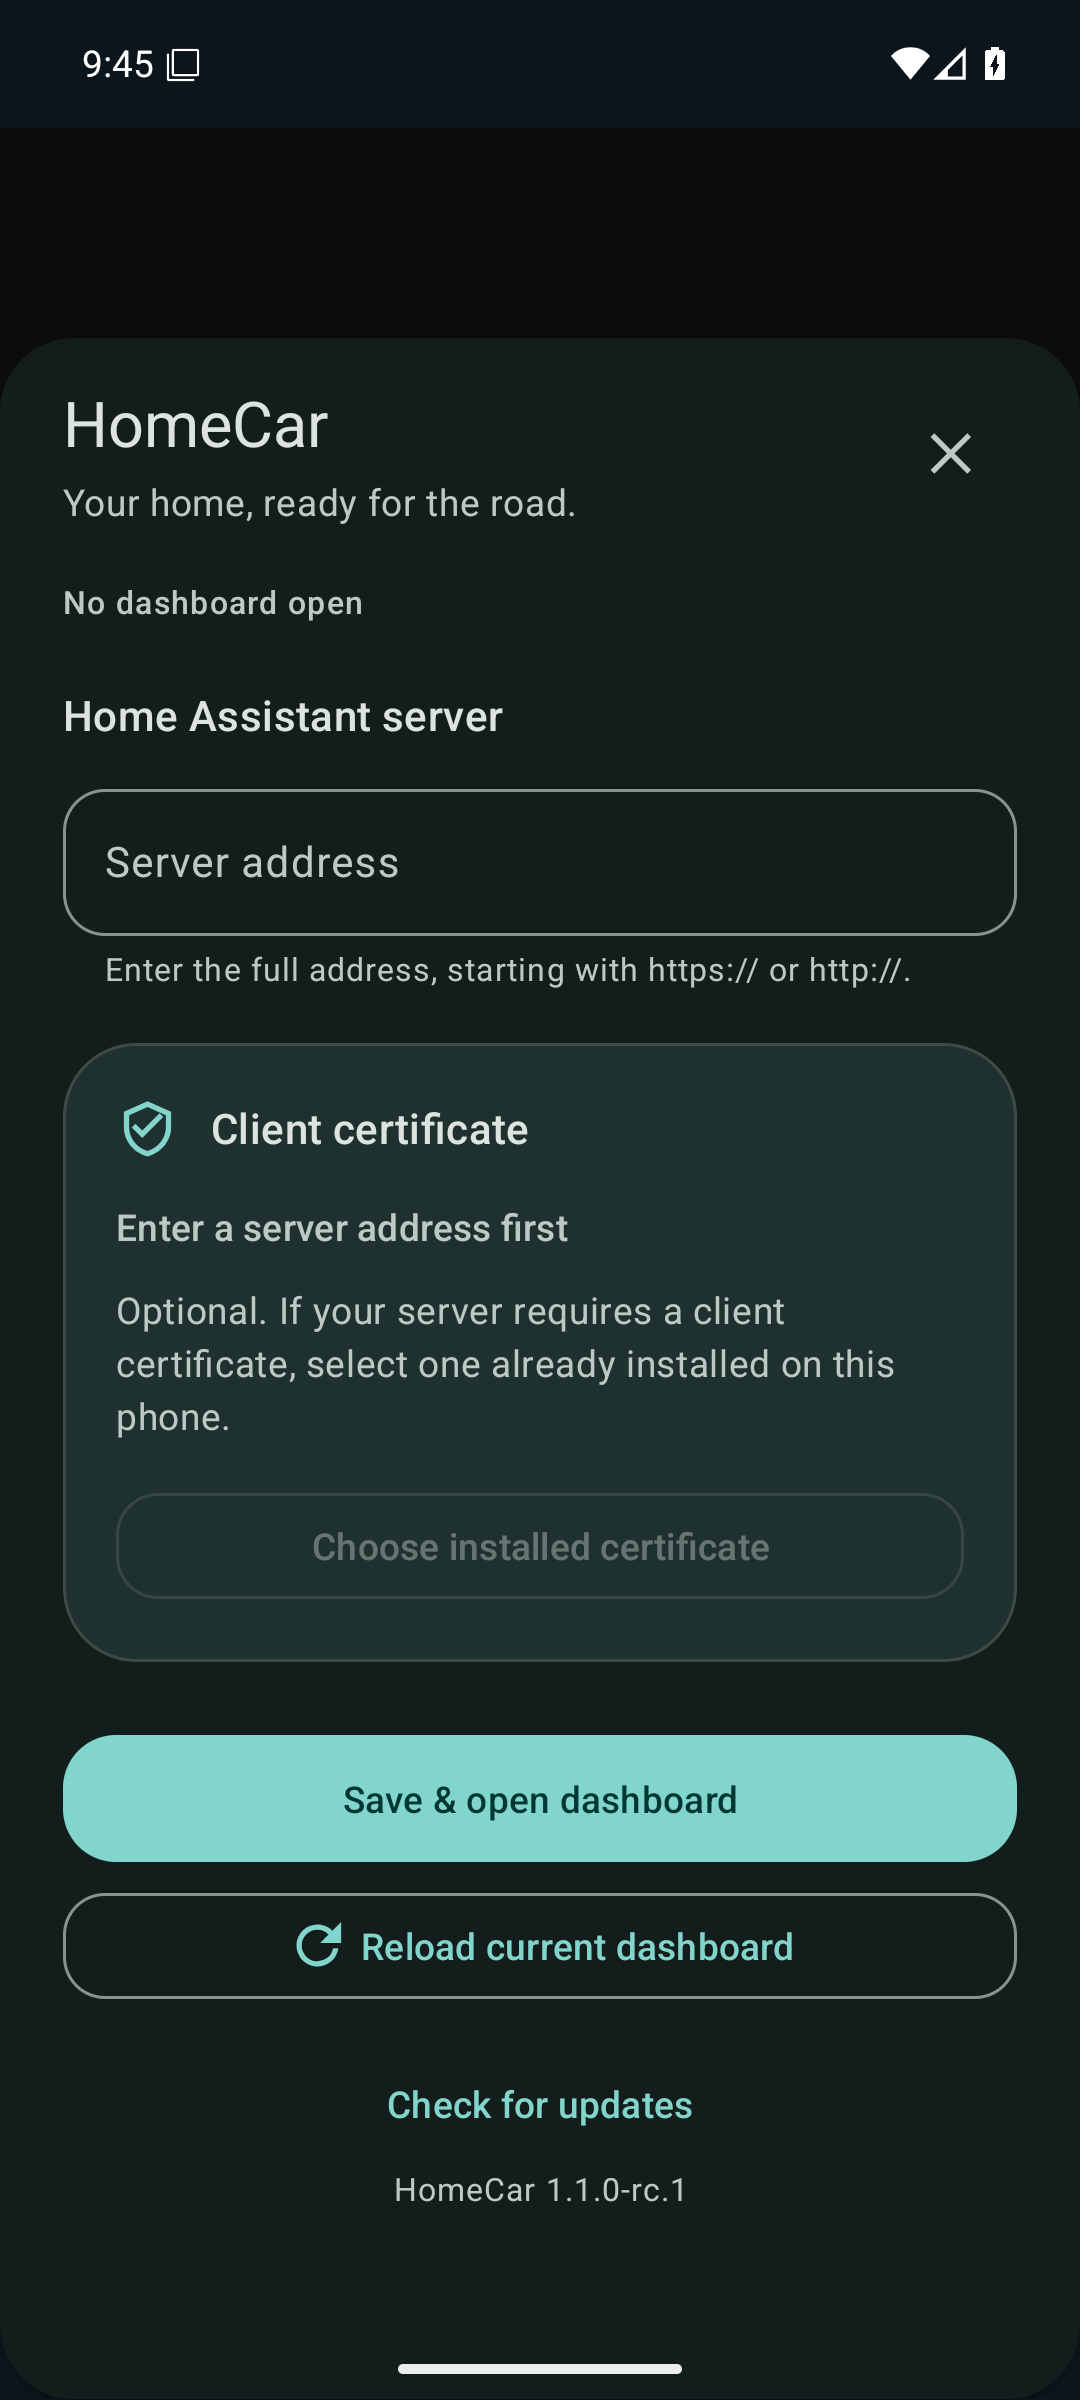 9:45
HomeCar
Your home, ready for the road.
No dashboard open
Home Assistant server
Server address
Enter the full address, starting with https:// or http://.
Client certificate
Enter a server address first
Optional. If your server requires a client
certificate, select one already installed on this
phone.
Choose installed certificate
Save & open dashboard
Reload current dashboard
Check for updates
HomeCar 1.1.0-rc.1